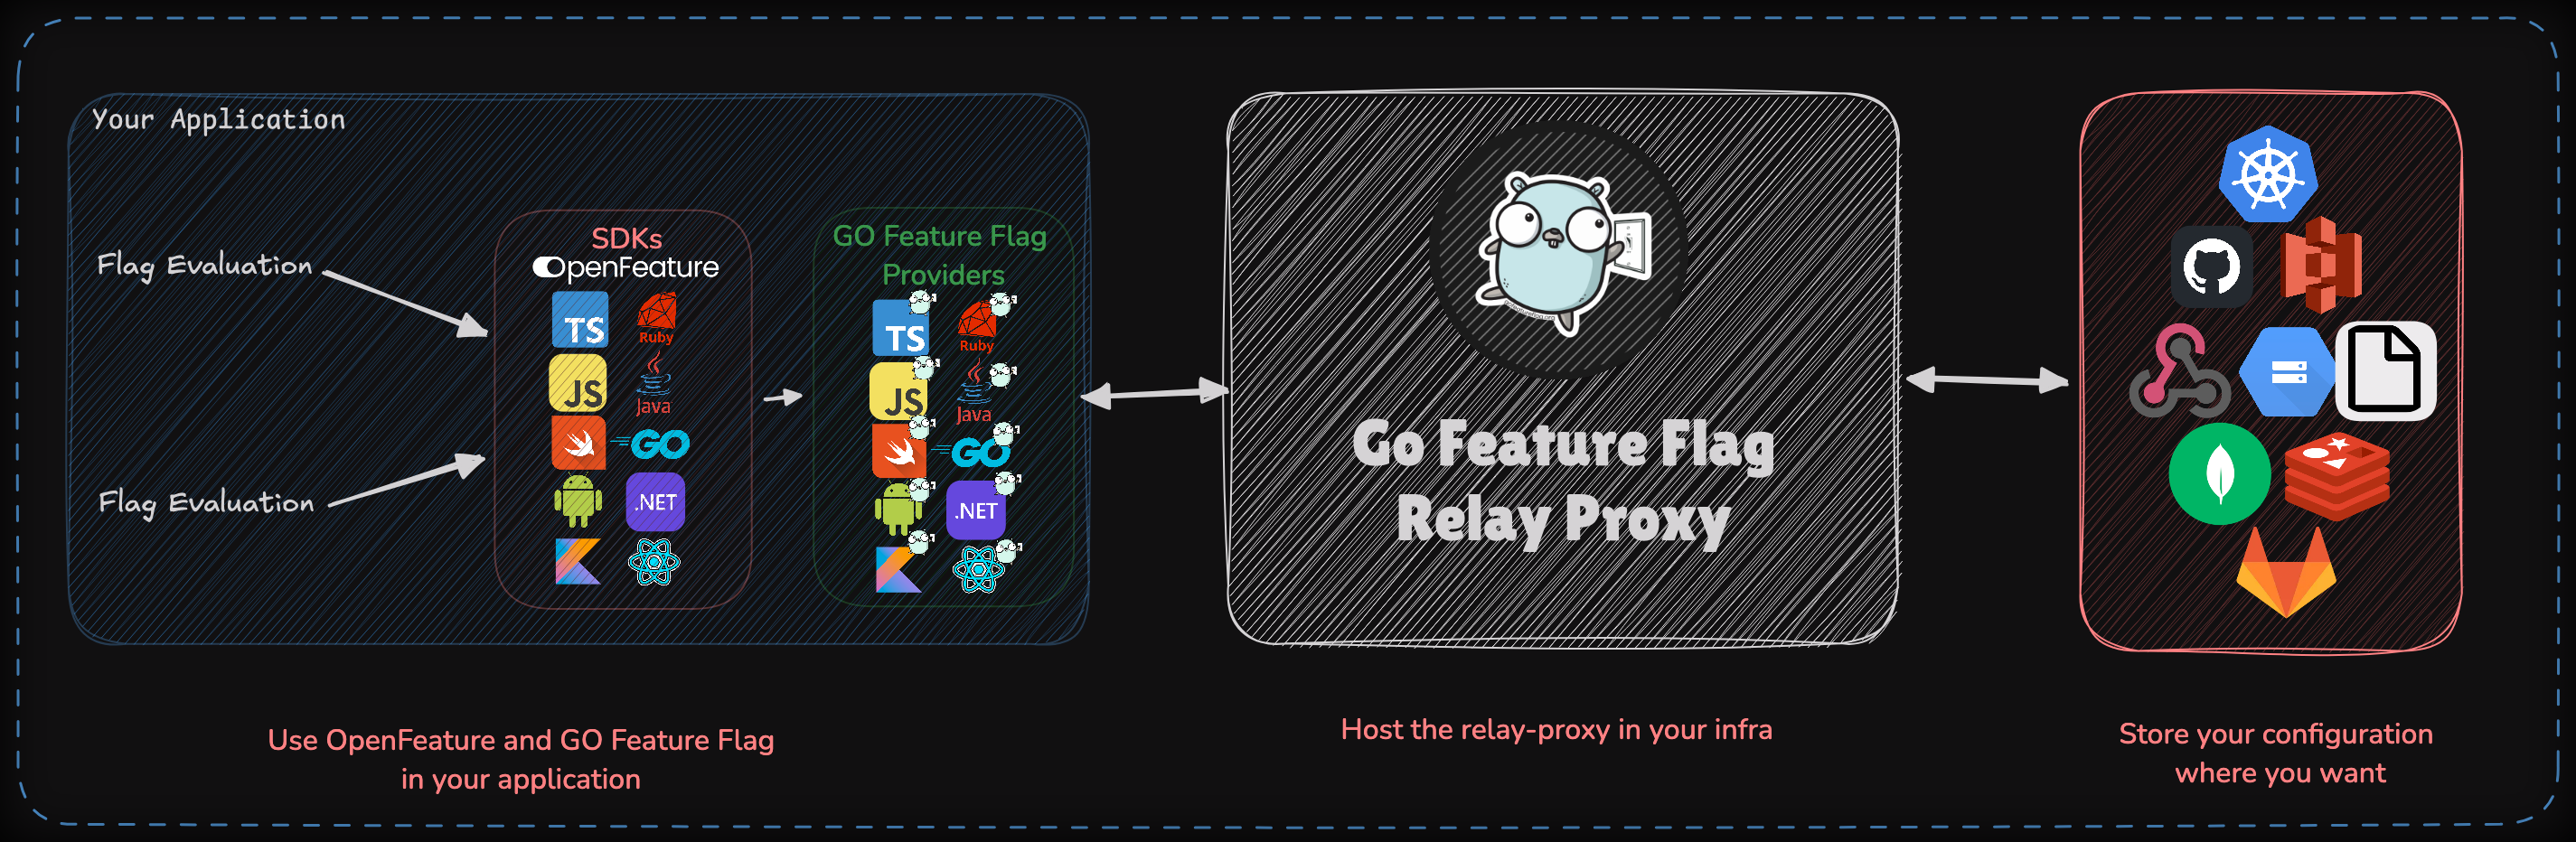 Your Application
Flag Evaluation
Flag Evaluation
SDKs
OpenFeature
TS
Ruby
JS
Java
GO
.NET
GO Feature Flag
Providers
TS
Ruby
JS
Java
GO
.NET
Go Feature Flag
Relay Proxy
Use OpenFeature and GO Feature Flag
in your application
Host the relay-proxy in your infra
Store your configuration
where you want